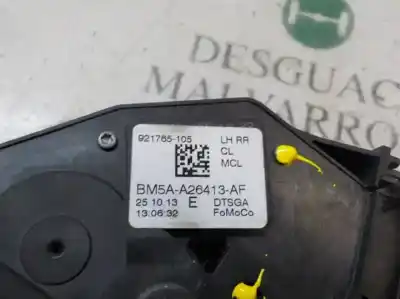 DESGUAC
MALVARRO
921765-105
LH RR
CL
MCL
BM5A-A26413-AF
25.10.13 E DTSGA
13:06:32 FoMoCo